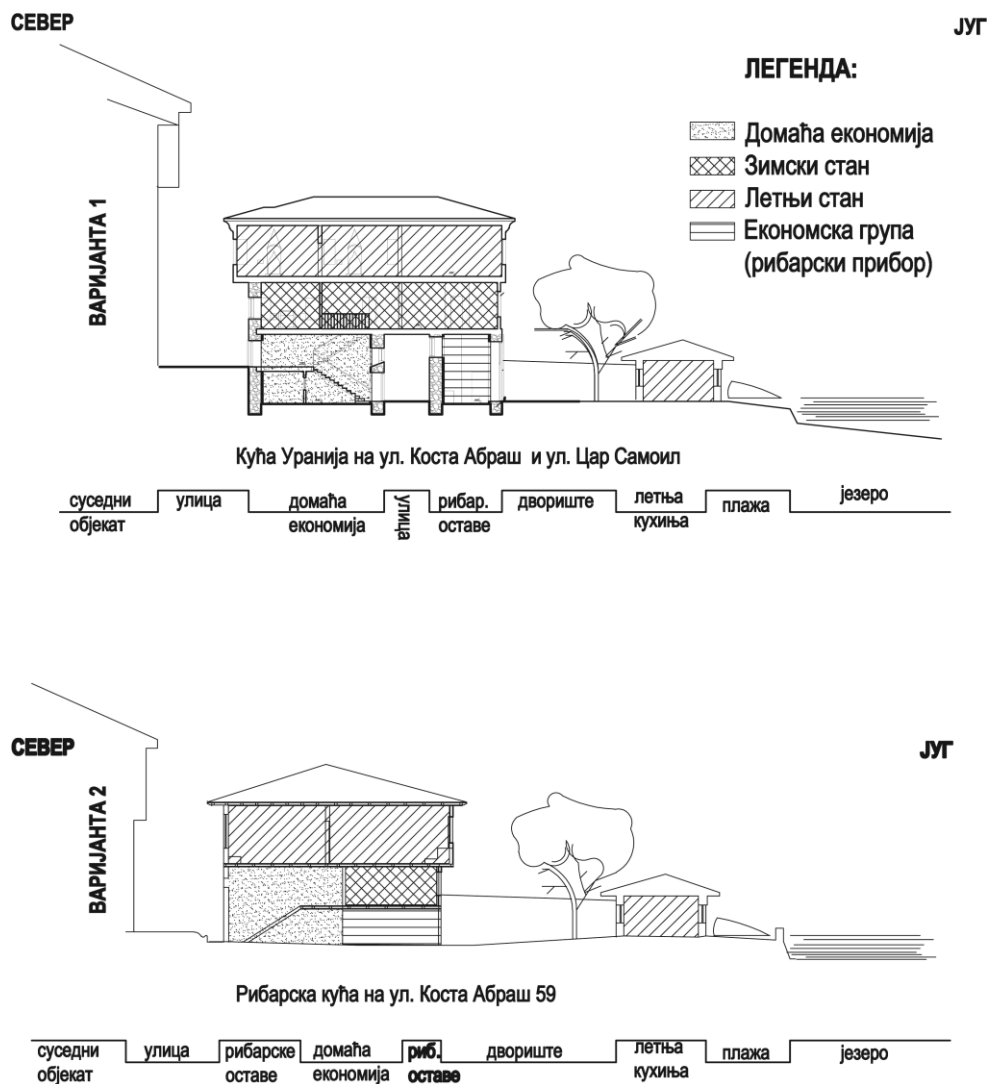 СЕВЕР
ЈУГ
ЛЕГЕНДА:
Домаћа економија
Зимски стан
Летњи стан
Економска група
(рибарски прибор)
ВАРИЈАНТА 1
Кућа Уранија на ул. Коста Абраш и ул. Цар Самоил
суседни
објекат
улица
домаћа
економија
улица
рибар.
оставе
двориште
летња
кухиња
плажа
језеро
СЕВЕР
ЈУГ
ВАРИЈАНТА 2
Рибарска кућа на ул. Коста Абраш 59
суседни
објекат
улица
рибарске
оставе
домаћа
економија
риб.
оставе
двориште
летња
кухиња
плажа
језеро